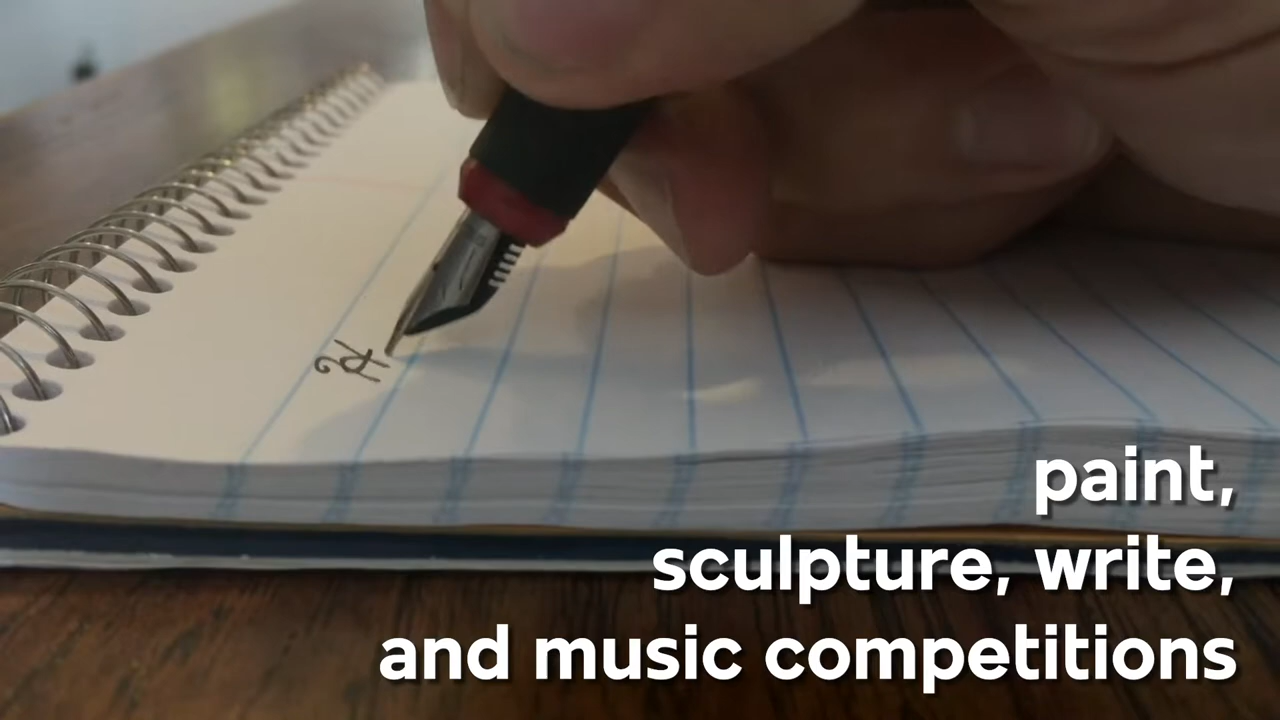 paint,
sculpture, write,
and music competitions